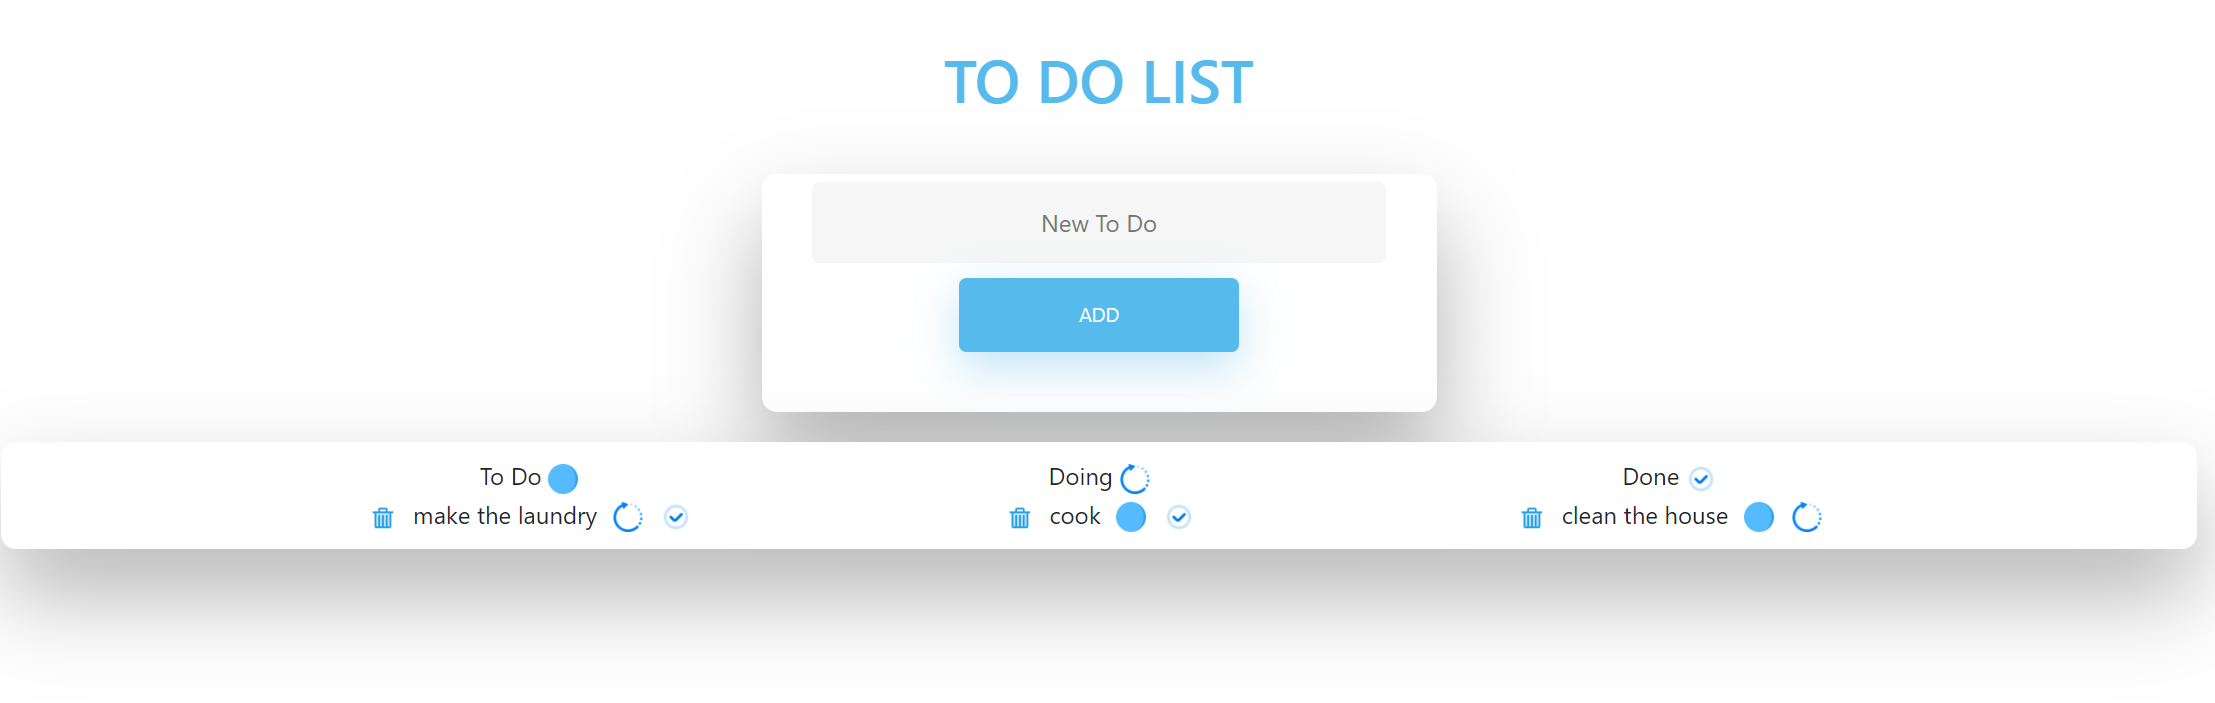 TO DO LIST
New To Do
ADD
To Do
Doing
Done
make the laundry
cook
clean the house